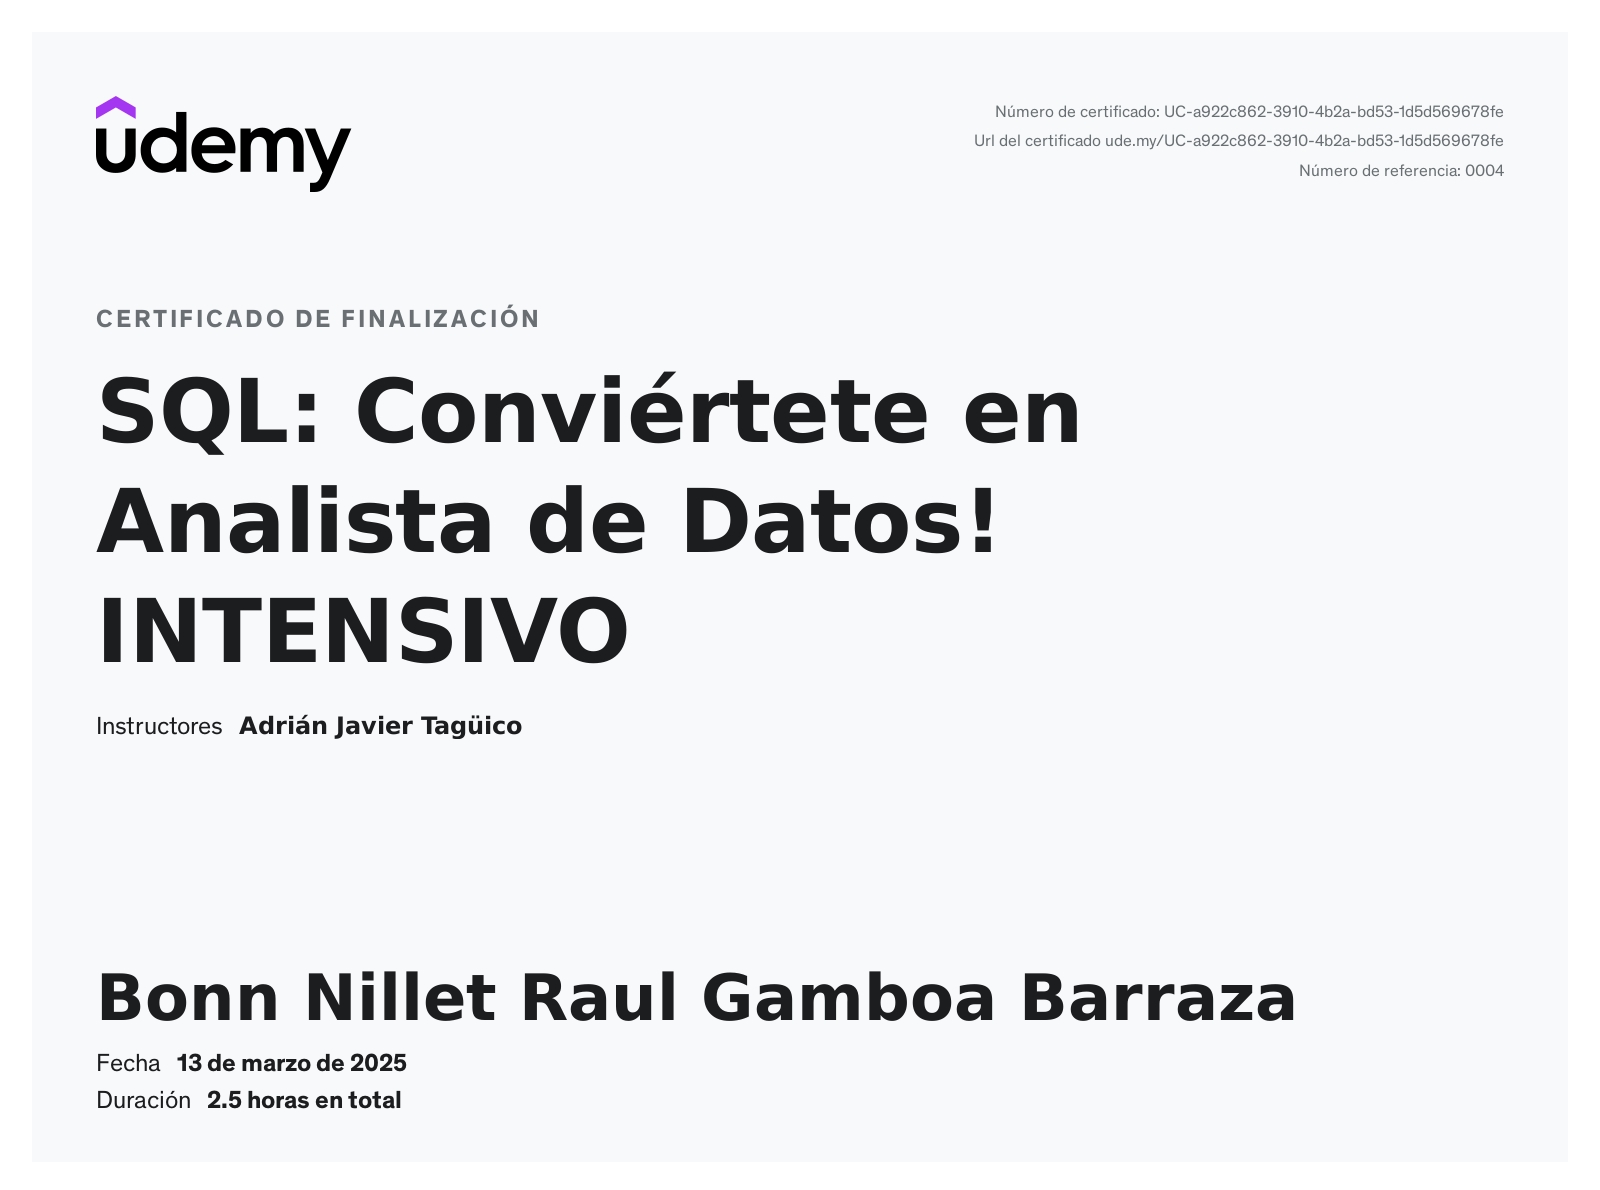 udemy
Número de certificado: UC-a922c862-3910-4b2a-bd53-1d5d569678fe
Url del certificado ude.my/UC-a922c862-3910-4b2a-bd53-1d5d569678fe
Número de referencia: 0004
CERTIFICADO DE FINALIZACIÓN
SQL: Conviértete en
Analista de Datos!
INTENSIVO
Instructores Adrián Javier Tagüico
Bonn Nillet Raul Gamboa Barraza
Fecha 13 de marzo de 2025
Duración 2.5 horas en total